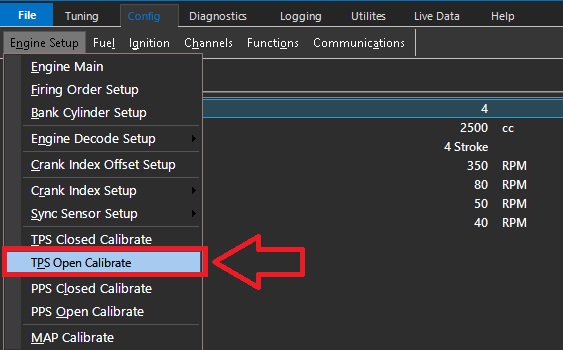 File Tuning Config Diagnostics Logging Utilites Live Data Help
Engine Setup Fuel Ignition Channels Functions Communications
Engine Main
Firing Order Setup
4
Bank Cylinder Setup
2500 cc
Engine Decode Setup
4 Stroke
Crank Index Offset Setup
350 RPM
Crank Index Setup
80 RPM
Sync Sensor Setup
50 RPM
40 RPM
TPS Closed Calibrate
TPS Open Calibrate
PPS Closed Calibrate
PPS Open Calibrate
MAP Calibrate